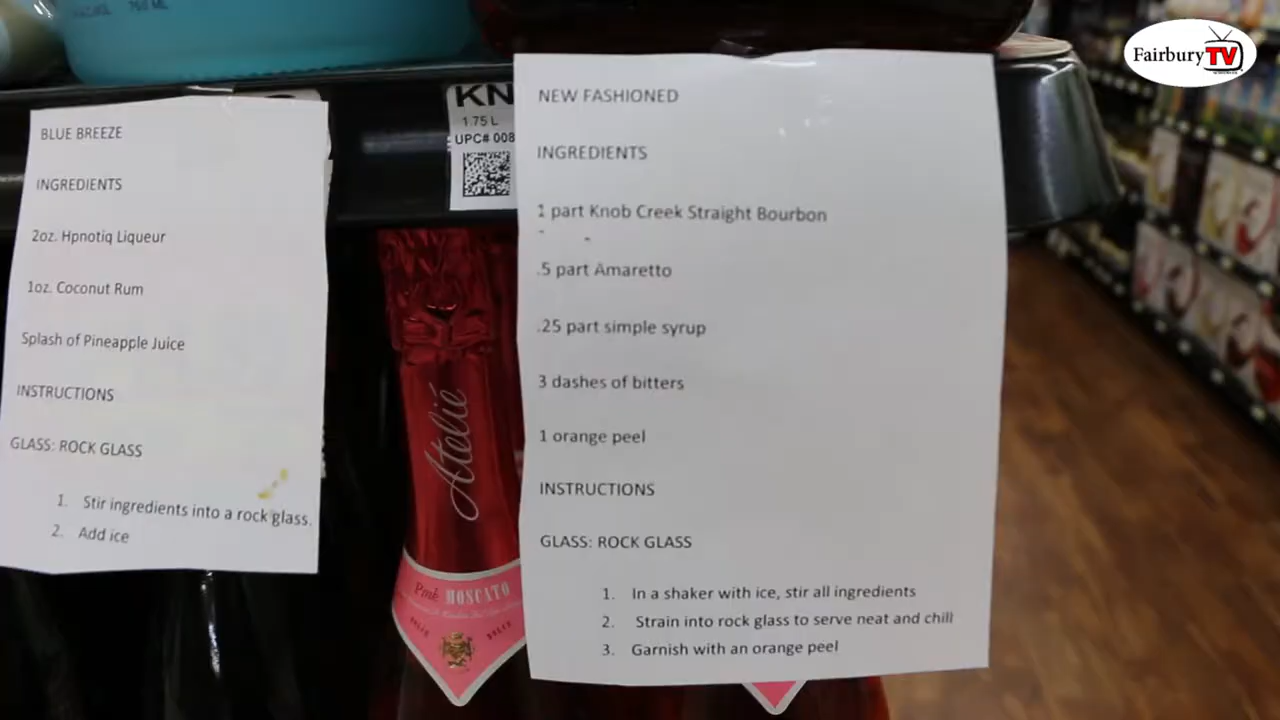 FairburyTV
750 ML
BLUE BREEZE
INGREDIENTS
2oz. Hpnotiq Liqueur
1oz. Coconut Rum
Splash of Pineapple Juice
INSTRUCTIONS
GLASS: ROCK GLASS
1. Stir ingredients into a rock glass.
2. Add ice
KN
1.75 L
UPC# 008
Atelié
Pink MOSCATO
DOLCE
NEW FASHIONED
INGREDIENTS
1 part Knob Creek Straight Bourbon
.5 part Amaretto
.25 part simple syrup
3 dashes of bitters
1 orange peel
INSTRUCTIONS
GLASS: ROCK GLASS
1. In a shaker with ice, stir all ingredients
2. Strain into rock glass to serve neat and chill
3. Garnish with an orange peel